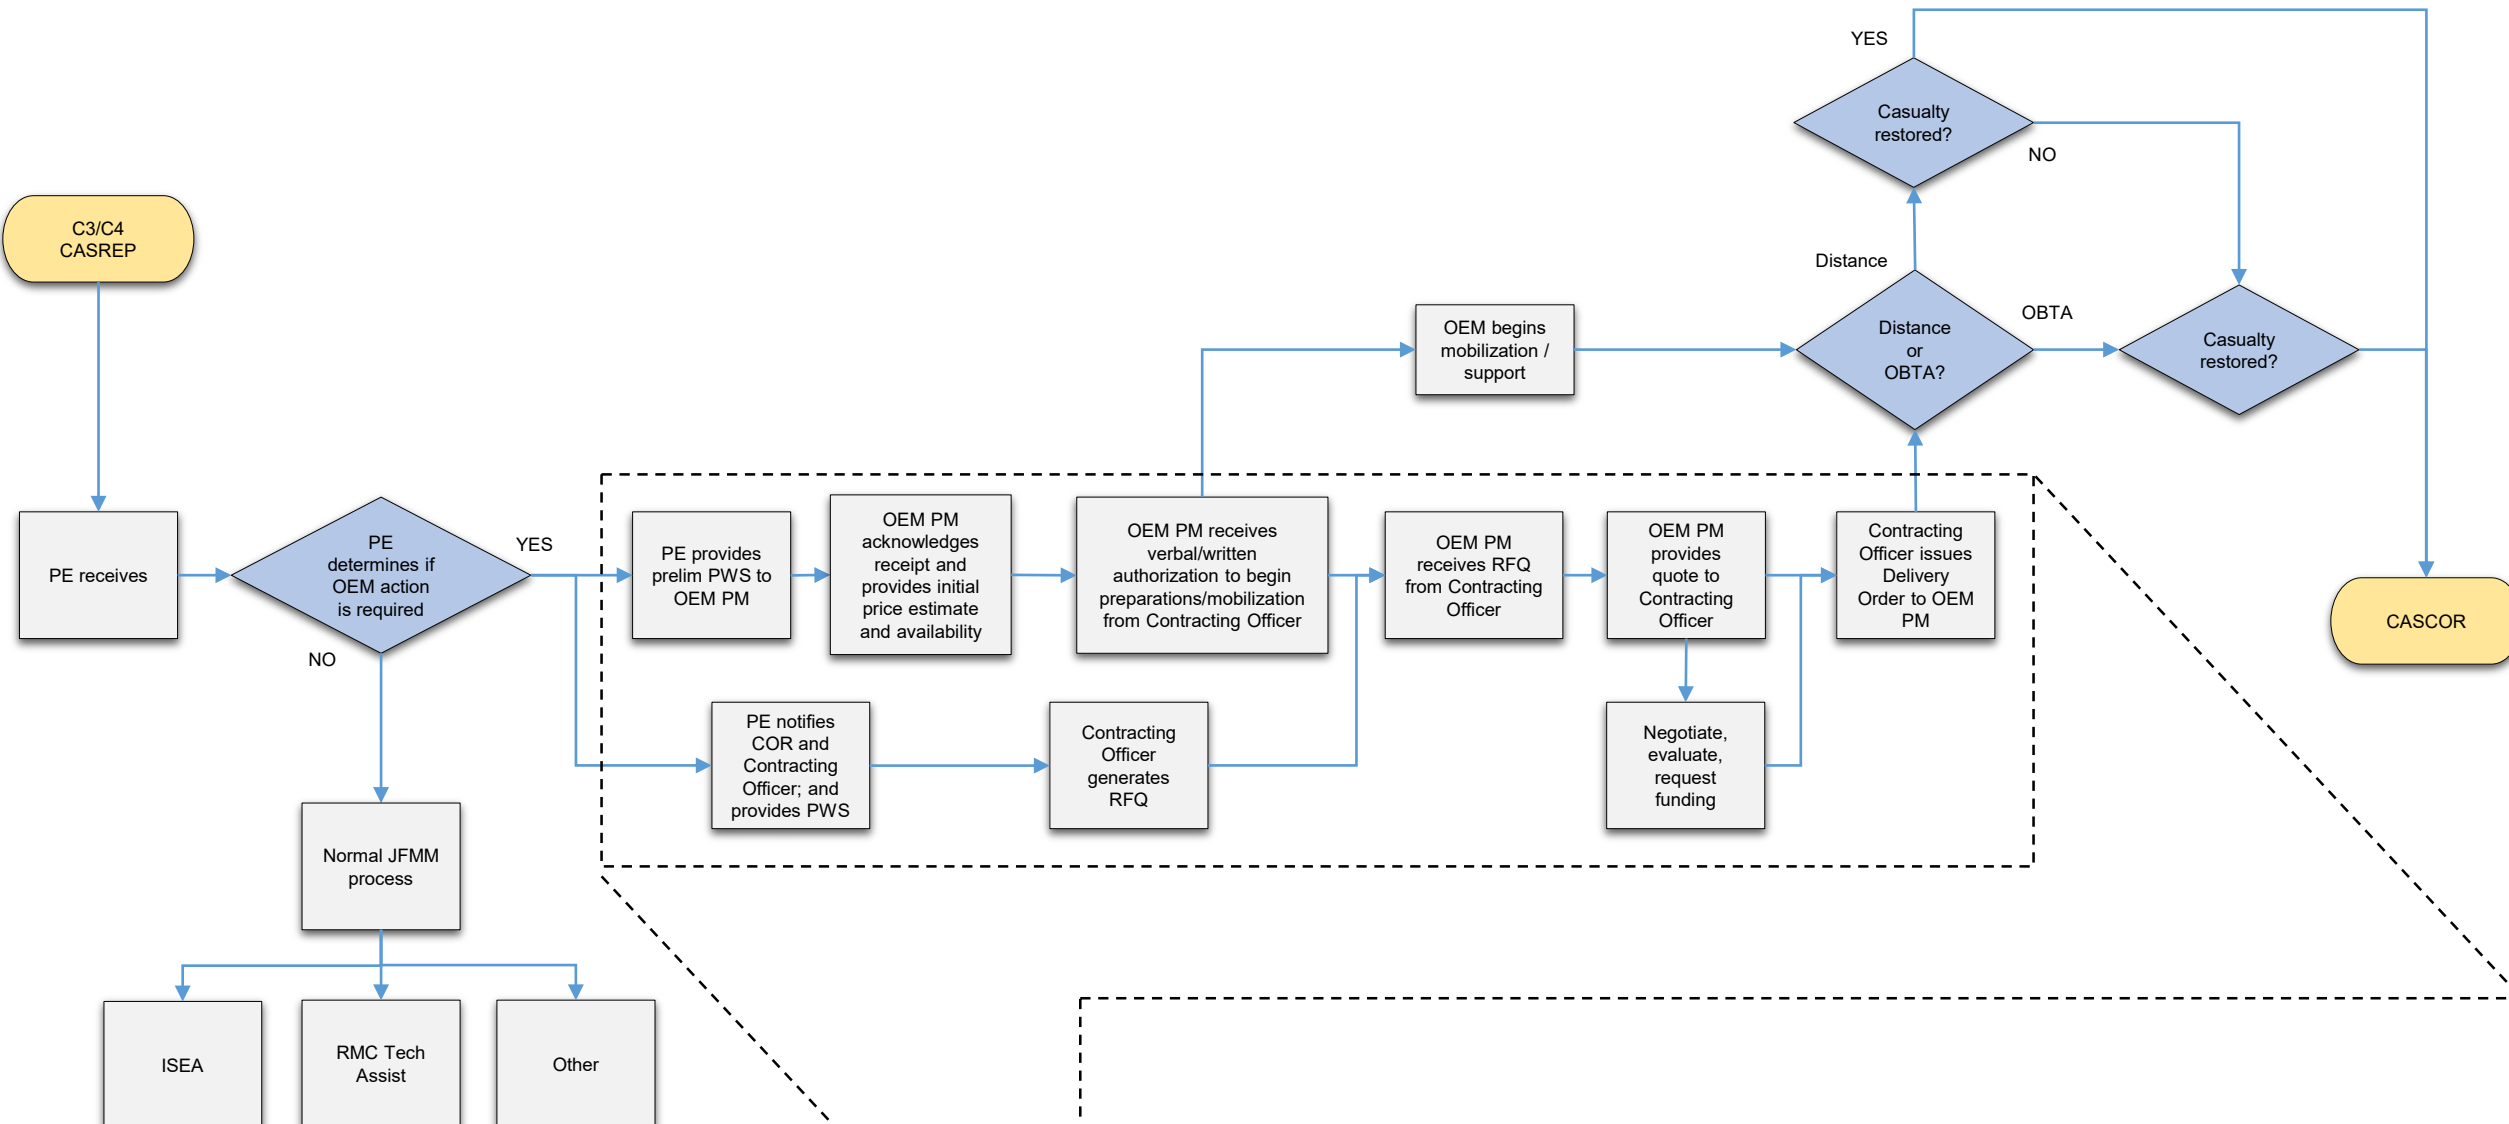 YES
Casualty
restored?
NO
C3/C4
CASREP
Distance
OBTA
OEM begins
mobilization /
support
Distance
or
OBTA?
Casualty
restored?
PE receives
PE
determines if
OEM action
is required
YES
NO
PE provides
prelim PWS to
OEM PM
OEM PM
acknowledges
receipt and
provides initial
price estimate
and availability
OEM PM receives
verbal/written
authorization to begin
preparations/mobilization
from Contracting Officer
OEM PM
receives RFQ
from Contracting
Officer
OEM PM
provides
quote to
Contracting
Officer
Contracting
Officer issues
Delivery
Order to OEM
PM
CASCOR
PE notifies
COR and
Contracting
Officer; and
provides PWS
Contracting
Officer
generates
RFQ
Negotiate,
evaluate,
request
funding
Normal JFMM
process
ISEA
RMC Tech
Assist
Other